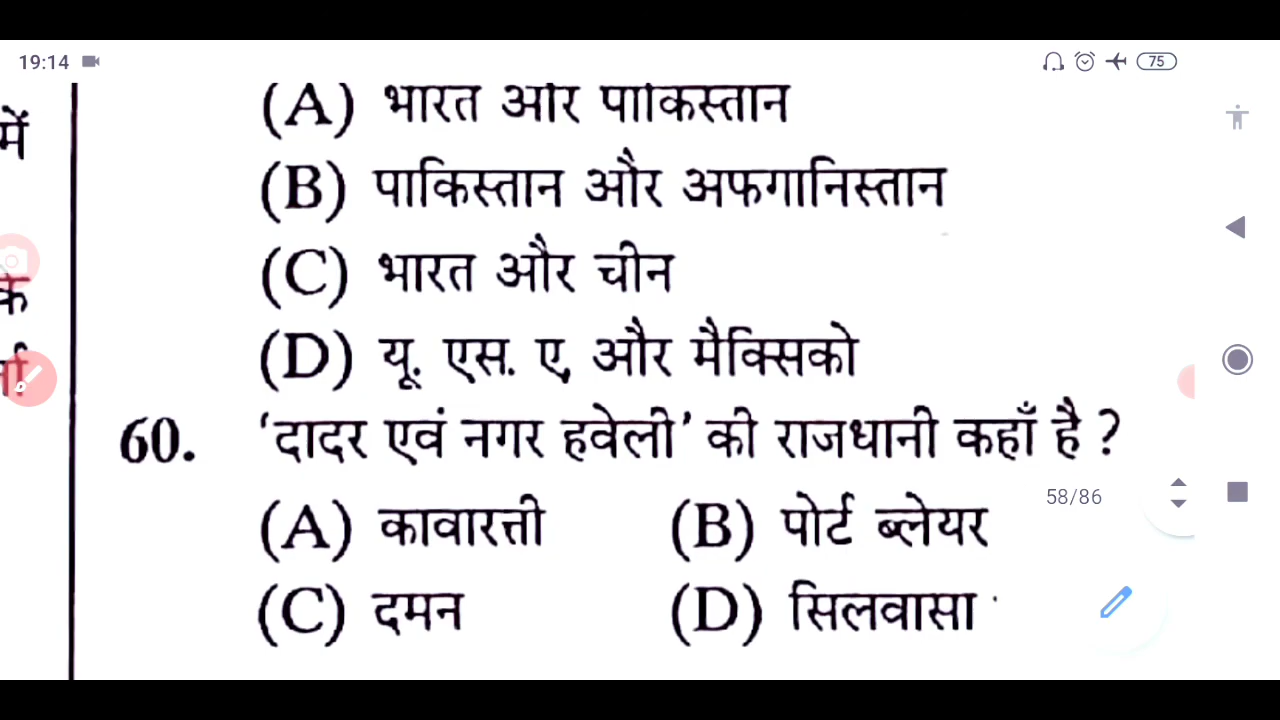 19:14
75
में
(A) भारत और पाकिस्तान
(B) पाकिस्तान और अफगानिस्तान
(C) भारत और चीन
के
(D) यू. एस. ए. और मैक्सिको
60. ‘दादर एवं नगर हवेली’ की राजधानी कहाँ है ?
58/86
(A) कावारत्ती (B) पोर्ट ब्लेयर
(C) दमन (D) सिलवासा